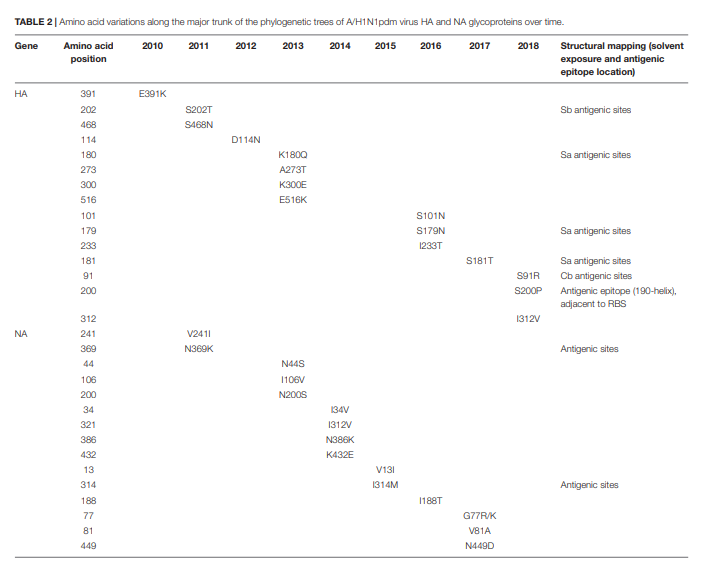 TABLE 2 | Amino acid variations along the major trunk of the phylogenetic trees of A/H1N1pdm virus HA and NA glycoproteins over time.
Gene Amino acid position 2010 2011 2012 2013 2014 2015 2016 2017 2018 Structural mapping (solvent exposure and antigenic epitope location)
HA 391 E391K
202 S202T Sb antigenic sites
468 S468N
114 D114N
180 K180Q Sa antigenic sites
273 A273T
300 K300E
516 E516K
101 S101N
179 S179N Sa antigenic sites
233 I233T
181 S181T Sa antigenic sites
91 S91R Cb antigenic sites
200 S200P Antigenic epitope (190-helix), adjacent to RBS
312 I312V
NA 241 V241I
369 N369K Antigenic sites
44 N44S
106 I106V
200 N200S
34 I34V
321 I312V
386 N386K
432 K432E
13 V13I
314 I314M Antigenic sites
188 I188T
77 G77R/K
81 V81A
449 N449D